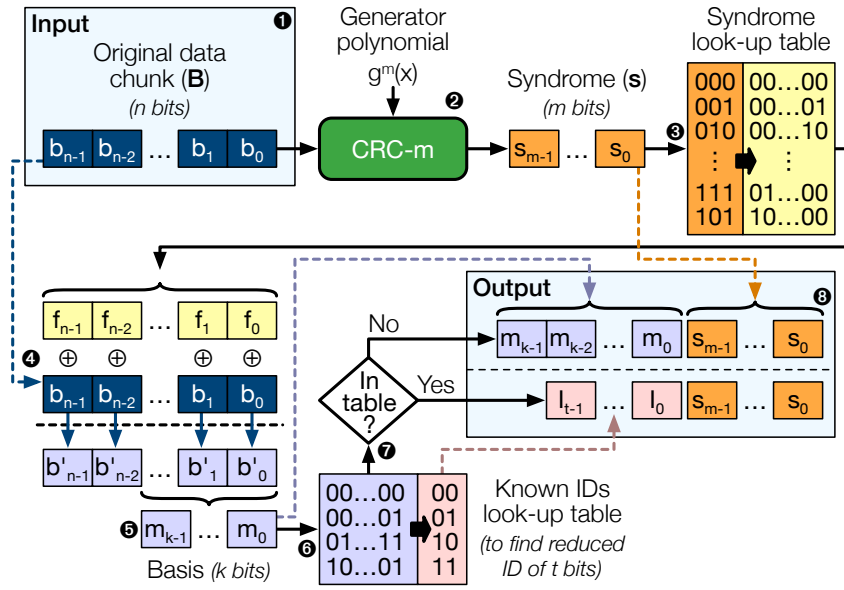 Input ❶
Original data
chunk (B)
(n bits)
b_{n-1} b_{n-2} … b_1 b_0
Generator
polynomial
g^m(x)
❷
CRC-m
Syndrome (s)
(m bits)
s_{m-1} … s_0
❸
Syndrome
look-up table
000 00…00
001 00…01
010 00…10
⋮ ⋮
111 01…00
101 10…00
f_{n-1} f_{n-2} … f_1 f_0
❹ ⊕ ⊕ ⊕ ⊕
b_{n-1} b_{n-2} … b_1 b_0
b'_{n-1} b'_{n-2} … b'_1 b'_0
❺ m_{k-1} … m_0
Basis (k bits)
❻
00…00 00
00…01 01
01…11 10
10…01 11
Known IDs
look-up table
(to find reduced
ID of t bits)
❼
In
table
?
No
Yes
Output ❽
m_{k-1} m_{k-2} … m_0 s_{m-1} … s_0
I_{t-1} … I_0 s_{m-1} … s_0